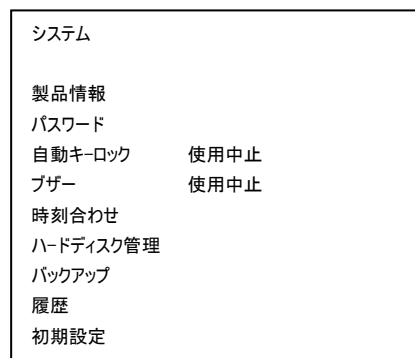 システム
製品情報
パスワード
自動キーロック 使用中止
ブザー 使用中止
時刻合わせ
ハードディスク管理
バックアップ
履歴
初期設定